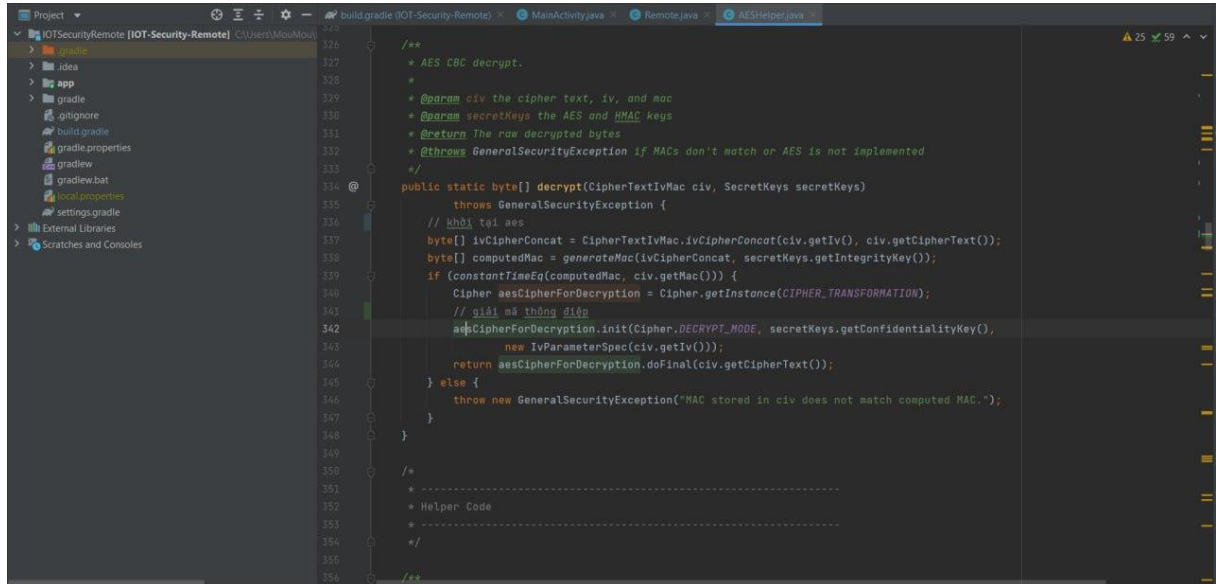 Project
build.gradle (IOT-Security-Remote)
MainActivity.java
Remote.java
AESHelper.java
IOTSecurityRemote [IOT-Security-Remote] C:\Users\MouMou\
.gradle
.idea
app
gradle
.gitignore
build.gradle
gradle.properties
gradlew
gradlew.bat
local.properties
settings.gradle
External Libraries
Scratches and Consoles
25 59
325
326 /**
327 * AES CBC decrypt.
328 *
329 * @param civ the cipher text, iv, and mac
330 * @param secretKeys the AES and HMAC keys
331 * @return The raw decrypted bytes
332 * @throws GeneralSecurityException if MACs don't match or AES is not implemented
333 */
334 @ public static byte[] decrypt(CipherTextIvMac civ, SecretKeys secretKeys)
335 throws GeneralSecurityException {
336 // khởi tại aes
337 byte[] ivCipherConcat = CipherTextIvMac.ivCipherConcat(civ.getIv(), civ.getCipherText());
338 byte[] computedMac = generateMac(ivCipherConcat, secretKeys.getIntegrityKey());
339 if (constantTimeEq(computedMac, civ.getMac())) {
340 Cipher aesCipherForDecryption = Cipher.getInstance(CIPHER_TRANSFORMATION);
341 // giải mã thông điệp
342 aesCipherForDecryption.init(Cipher.DECRYPT_MODE, secretKeys.getConfidentialityKey(),
343 new IvParameterSpec(civ.getIv()));
344 return aesCipherForDecryption.doFinal(civ.getCipherText());
345 } else {
346 throw new GeneralSecurityException("MAC stored in civ does not match computed MAC.");
347 }
348 }
349
350 /*
351 * ------------------------------------------------------------------
352 * Helper Code
353 * ------------------------------------------------------------------
354 */
355
356 /**